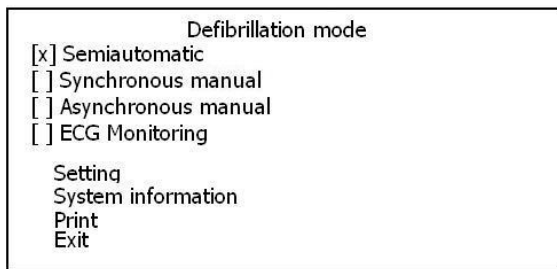 Defibrillation mode
[x] Semiautomatic
[ ] Synchronous manual
[ ] Asynchronous manual
[ ] ECG Monitoring
Setting
System information
Print
Exit